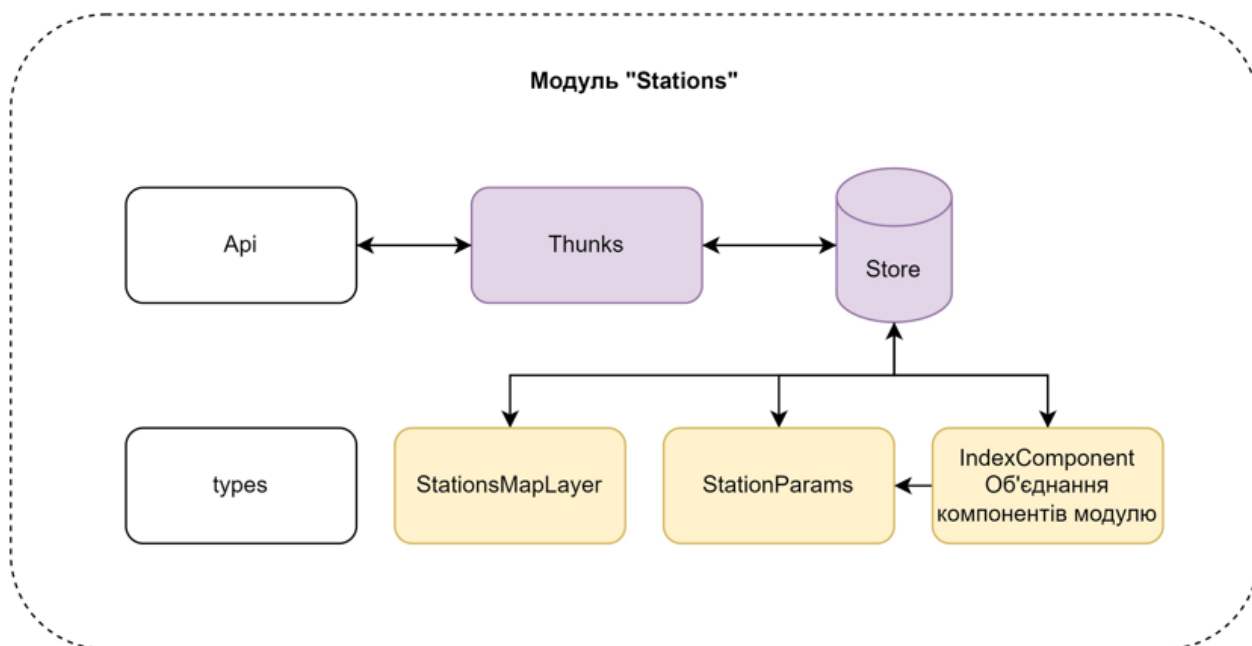 Модуль "Stations"
Api
Thunks
Store
types
StationsMapLayer
StationParams
IndexComponent
Об'єднання
компонентів модулю